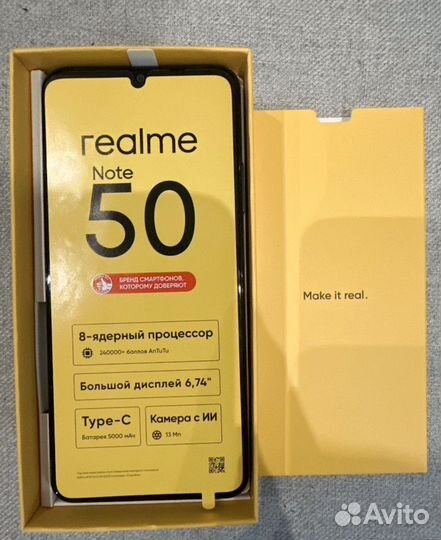 realme
Note
50
БРЕНД СМАРТФОНОВ,
КОТОРОМУ ДОВЕРЯЮТ
8-ядерный процессор
240000+ баллов AnTuTu
Большой дисплей 6,74"
Type-C
Батарея 5000 мАч
Камера с ИИ
13 Мп
Make it real.
Avito